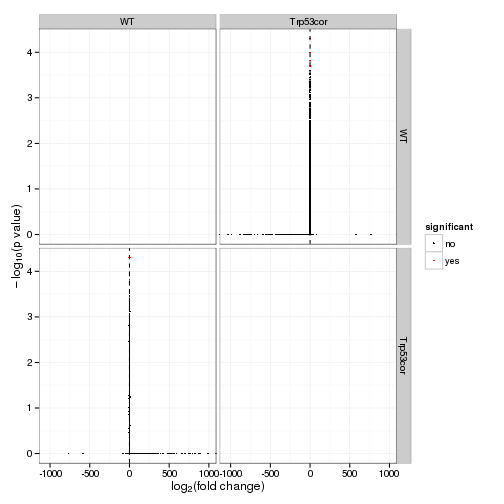 WT Trp53cor
4
3
2
1
0
WT
4
3
2
1
0
Trp53cor
-log10(p value)
-1000 -500 0 500 1000 -1000 -500 0 500 1000
log2(fold change)
significant
no
yes